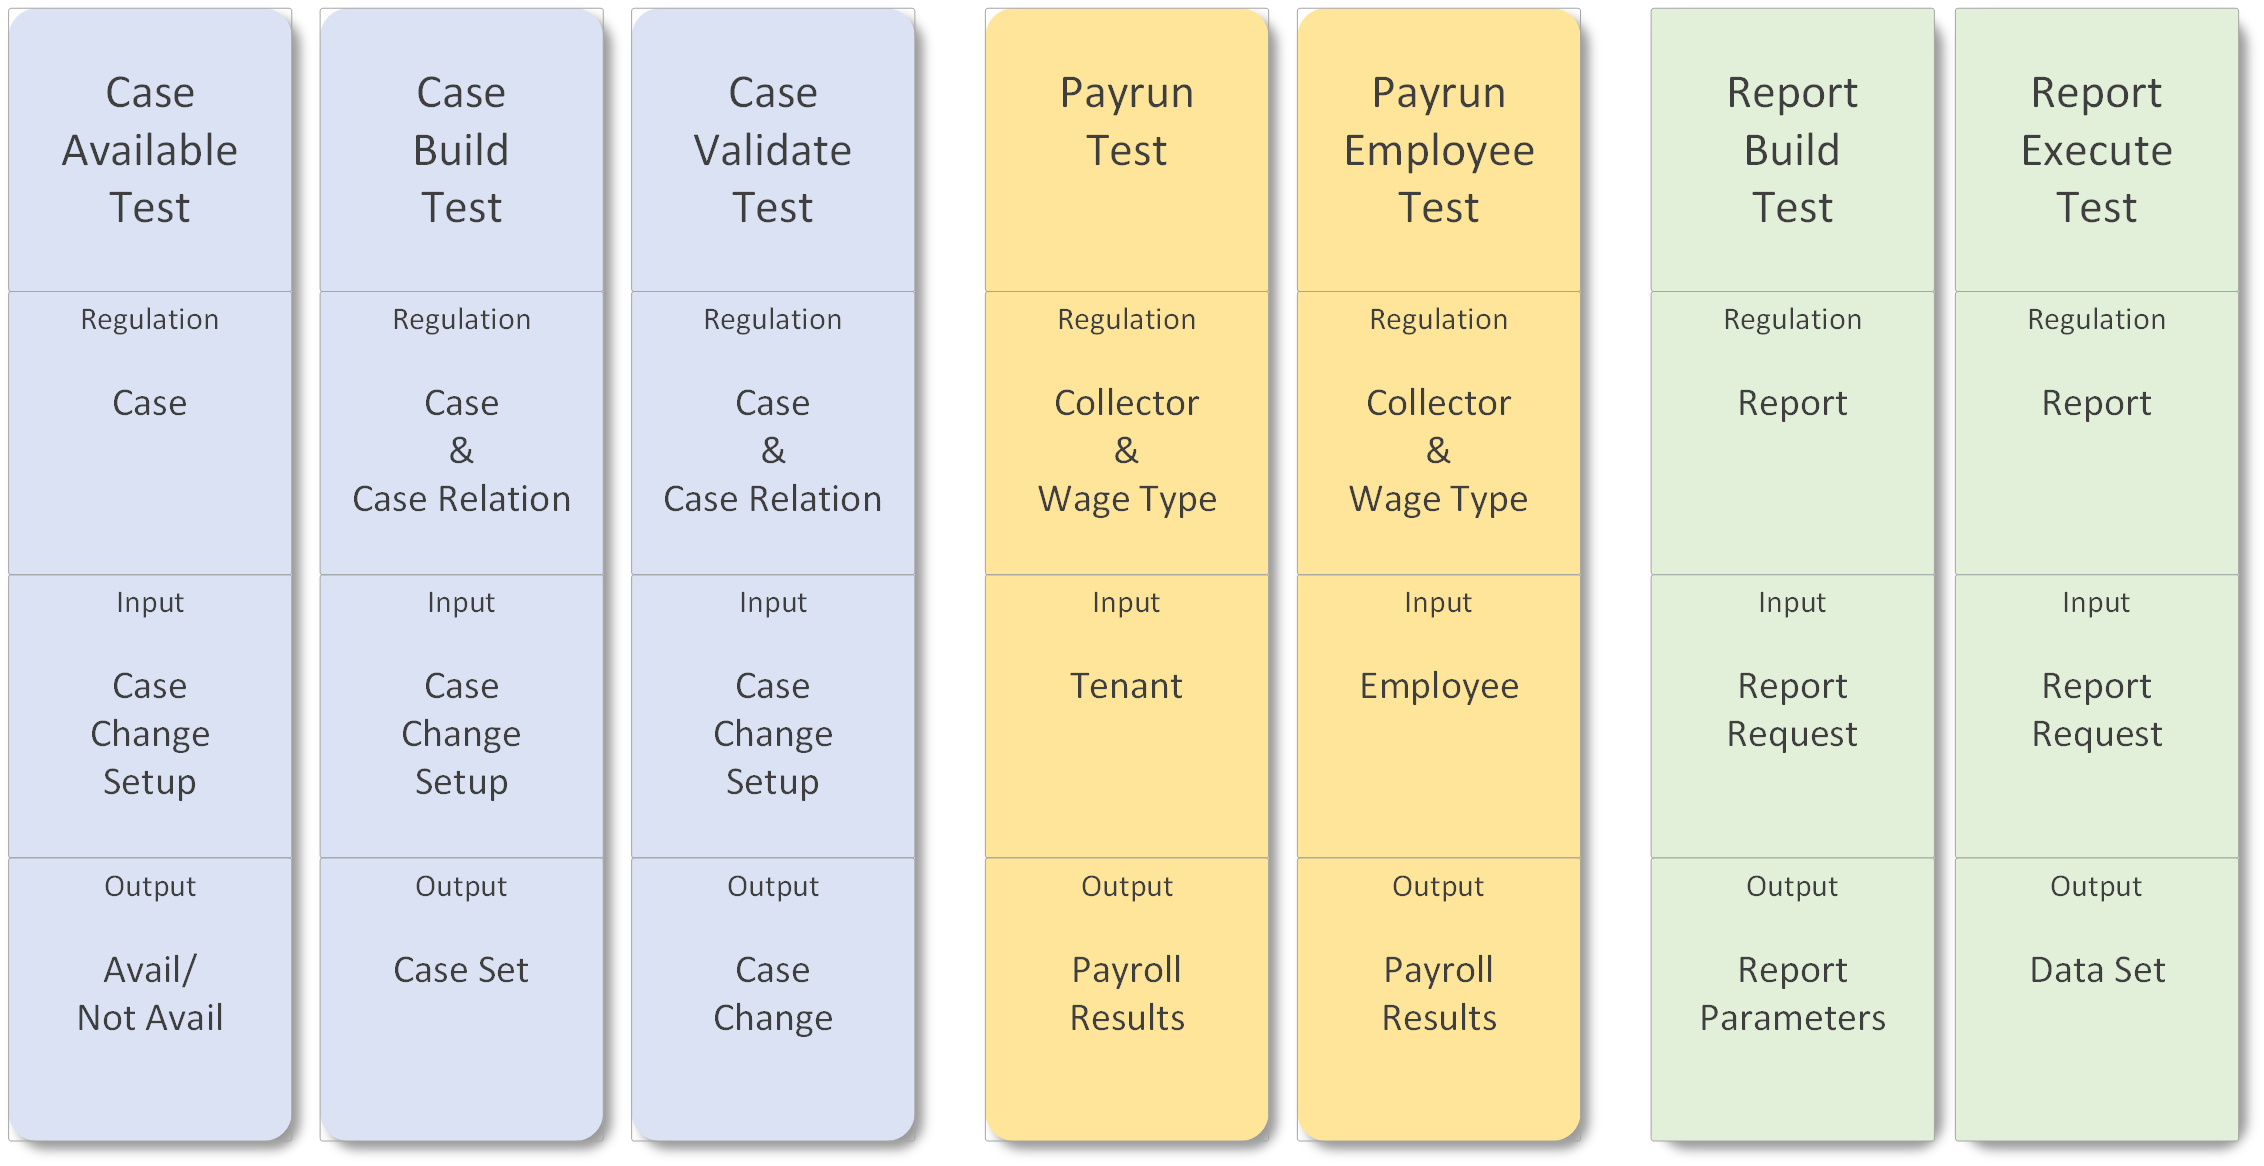 Case
Available
Test
Regulation
Case
Input
Case
Change
Setup
Output
Avail/
Not Avail
Case
Build
Test
Regulation
Case
&
Case Relation
Input
Case
Change
Setup
Output
Case Set
Case
Validate
Test
Regulation
Case
&
Case Relation
Input
Case
Change
Setup
Output
Case
Change
Payrun
Test
Regulation
Collector
&
Wage Type
Input
Tenant
Output
Payroll
Results
Payrun
Employee
Test
Regulation
Collector
&
Wage Type
Input
Employee
Output
Payroll
Results
Report
Build
Test
Regulation
Report
Input
Report
Request
Output
Report
Parameters
Report
Execute
Test
Regulation
Report
Input
Report
Request
Output
Data Set